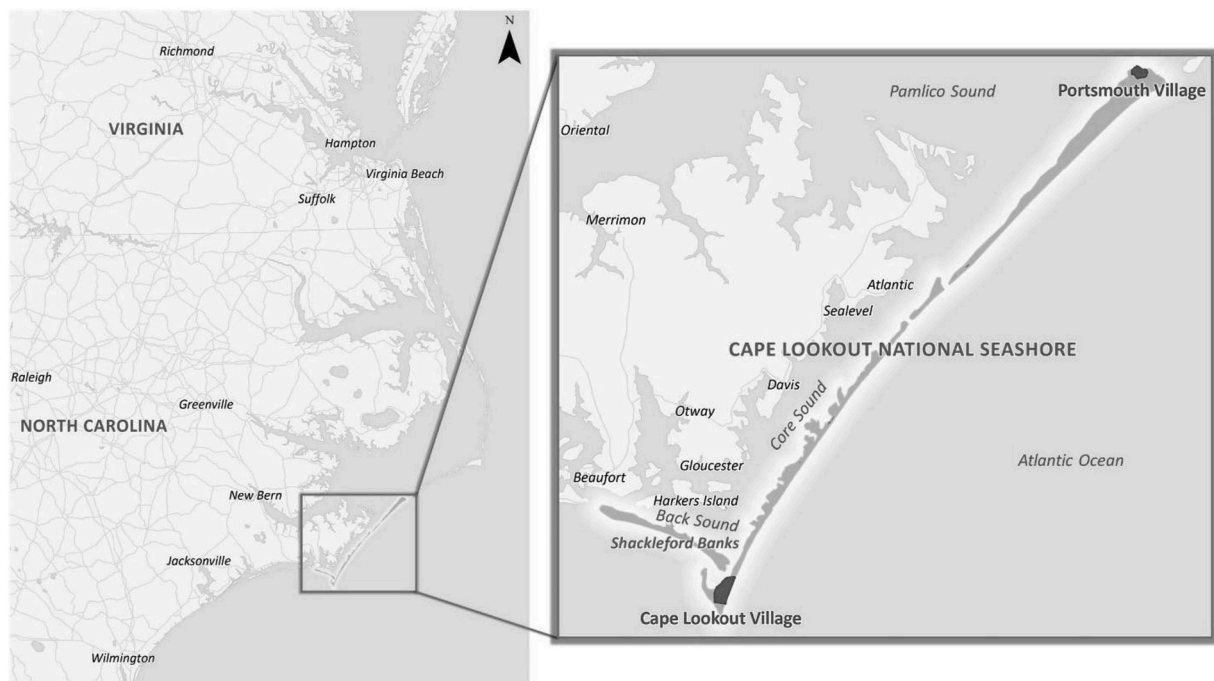 N
Richmond
VIRGINIA
Hampton
Virginia Beach
Suffolk
Raleigh
Greenville
NORTH CAROLINA
New Bern
Jacksonville
Wilmington
Pamlico Sound
Portsmouth Village
Oriental
Merrimon
Atlantic
Sealevel
CAPE LOOKOUT NATIONAL SEASHORE
Davis
Core Sound
Otway
Atlantic Ocean
Gloucester
Beaufort
Harkers Island
Back Sound
Shackleford Banks
Cape Lookout Village